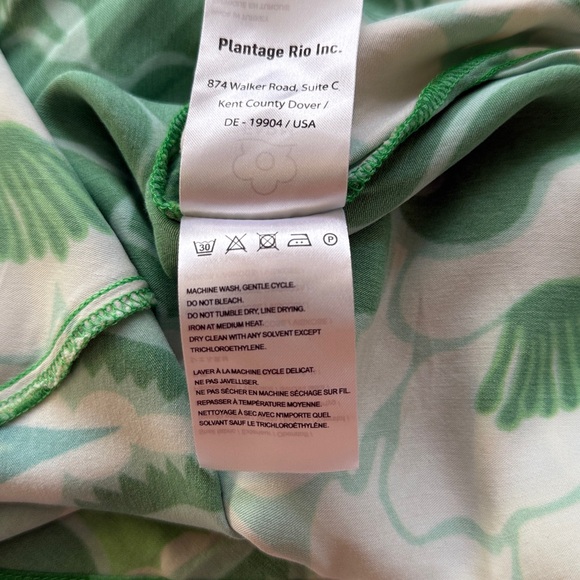 Plantage Rio Inc.
874 Walker Road, Suite C
Kent County Dover /
DE - 19904 / USA
30 P
MACHINE WASH, GENTLE CYCLE.
DO NOT BLEACH.
DO NOT TUMBLE DRY, LINE DRYING.
IRON AT MEDIUM HEAT.
DRY CLEAN WITH ANY SOLVENT EXCEPT
TRICHLOROETHYLENE.
LAVER À LA MACHINE CYCLE DELICAT.
NE PAS JAVELLISER.
NE PAS SÉCHER EN MACHINE SÉCHAGE SUR FIL.
REPASSER À TEMPÉRATURE MOYENNE.
NETTOYAGE À SEC AVEC N'IMPORTE QUEL
SOLVANT SAUF LE TRICHLOROÉTHYLÈNE.